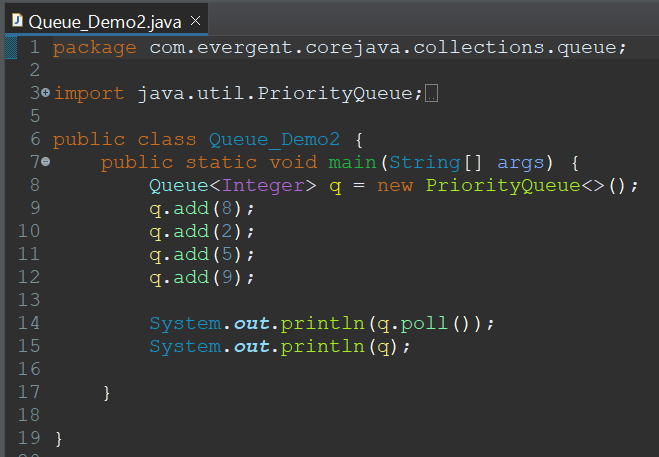 Queue_Demo2.java
1 package com.evergent.corejava.collections.queue;
2
3 import java.util.PriorityQueue;
5
6 public class Queue_Demo2 {
7 public static void main(String[] args) {
8 Queue<Integer> q = new PriorityQueue<>();
9 q.add(8);
10 q.add(2);
11 q.add(5);
12 q.add(9);
13
14 System.out.println(q.poll());
15 System.out.println(q);
16
17 }
18
19 }